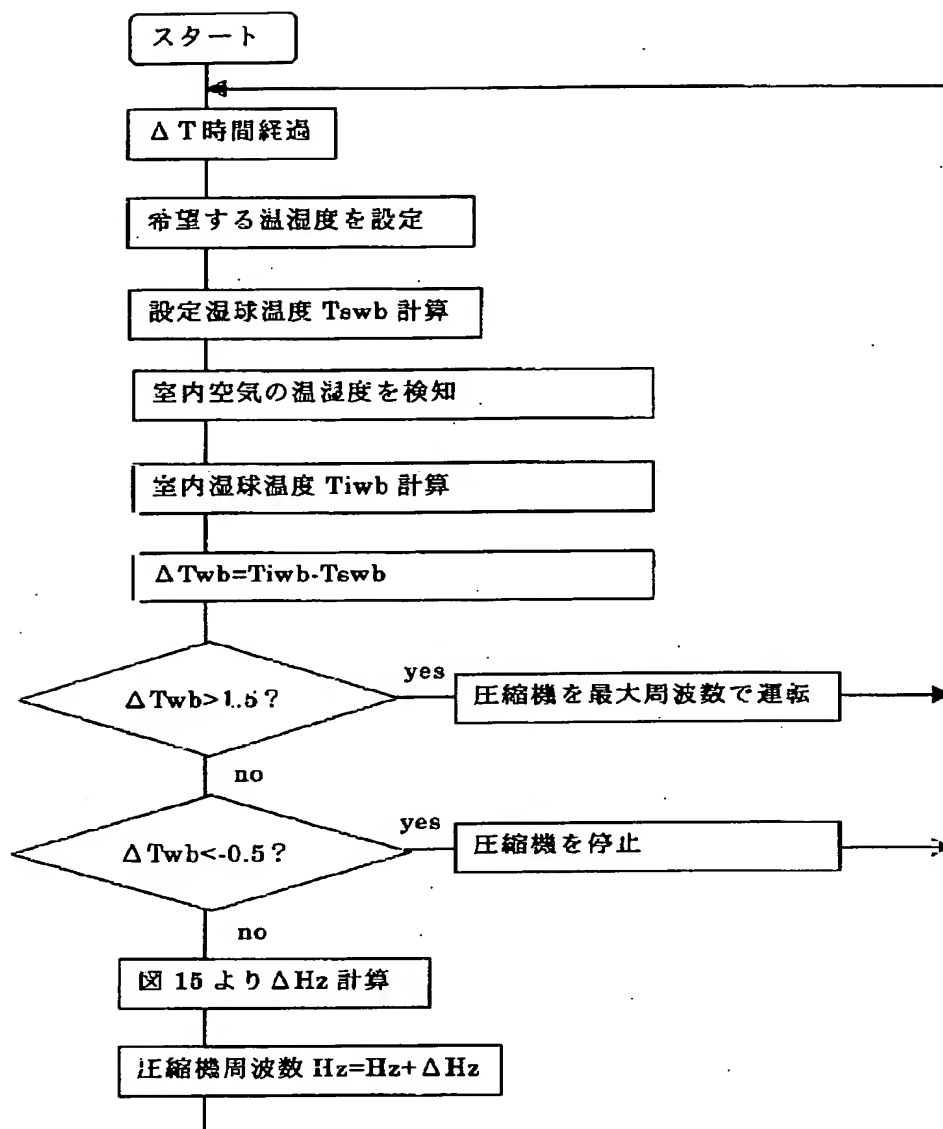 スタート
ΔT時間経過
希望する温湿度を設定
設定湿球温度 Tswb 計算
室内空気の温湿度を検知
室内湿球温度 Tiwb 計算
ΔTwb=Tiwb-Tswb
ΔTwb>1.5?
yes
圧縮機を最大周波数で運転
no
ΔTwb<-0.5?
yes
圧縮機を停止
no
図 15 よりΔHz 計算
圧縮機周波数 Hz=Hz+ΔHz